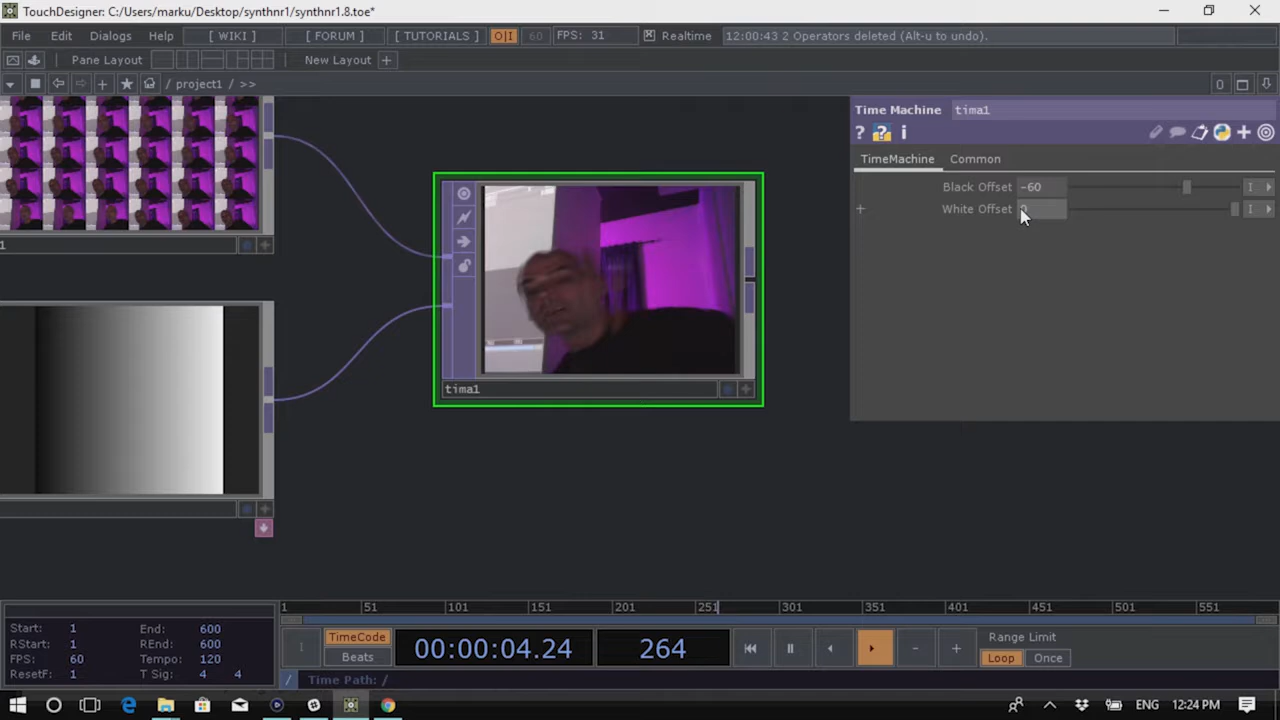 TouchDesigner: C:/Users/marku/Desktop/synthnr1/synthnr1.8.toe*
File Edit Dialogs Help [ WIKI ] [ FORUM ] [ TUTORIALS ] O|I 60 FPS: 31 Realtime 12:00:43 2 Operators deleted (Alt-u to undo).
Pane Layout New Layout +
/ project1 / >> 0
Time Machine tima1
? ? i
TimeMachine Common
Black Offset -60 I
+ White Offset I
1
tima1
1 51 101 151 201 251 301 351 401 451 501 551
Start: 1 End: 600
RStart: 1 REnd: 600
FPS: 60 Tempo: 120
ResetF: 1 T Sig: 4 4
TimeCode
Beats
00:00:04.24 264
Range Limit
Loop Once
/ Time Path: /
ENG 12:24 PM